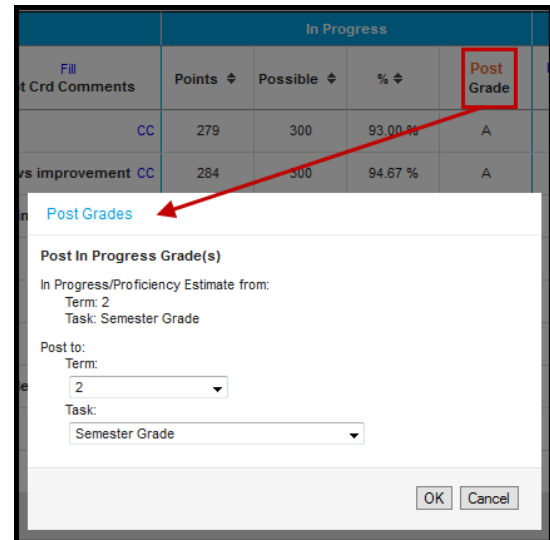 In Progress
Fill
Crd Comments
Points
Possible
%
Post
Grade
CC
279
300
93.00 %
A
vs improvement CC
284
300
94.67 %
A
Post Grades
Post In Progress Grade(s)
In Progress/Proficiency Estimate from:
Term: 2
Task: Semester Grade
Post to:
Term:
2
Task:
Semester Grade
OK
Cancel